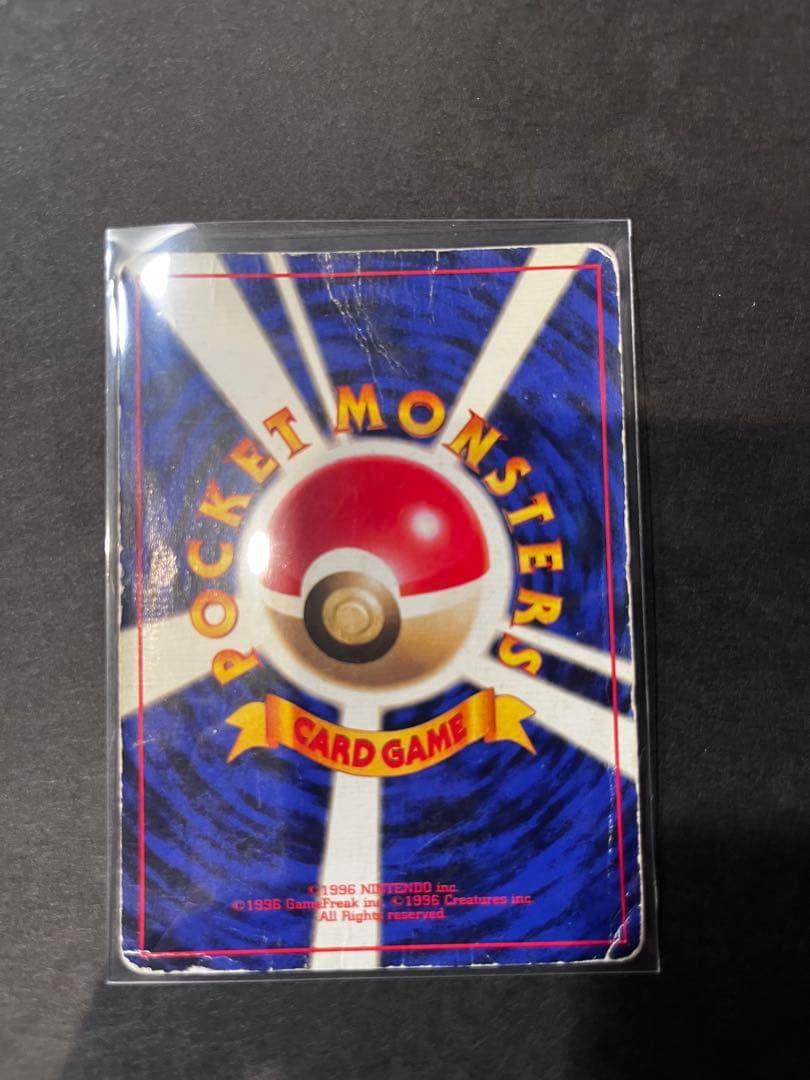 POCKET MONSTERS
CARD GAME
©1996 NINTENDO inc.
©1996 GameFreak inc. ©1996 Creatures inc.
All Rights reserved.